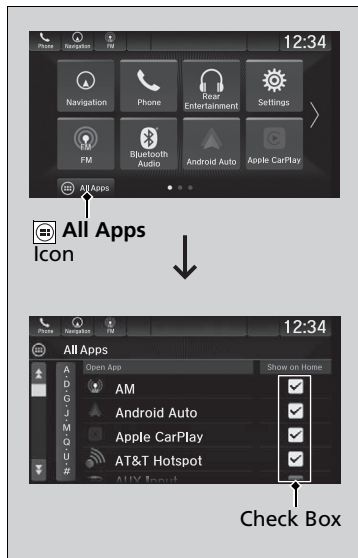 Phone Navigation FM 12:34
Navigation Phone Rear Entertainment Settings
FM Bluetooth Audio Android Auto Apple CarPlay
All Apps
All Apps
Icon
Phone Navigation FM 12:34
All Apps
Open App Show on Home
A
D
G
J
M
Q
U
#
AM
Android Auto
Apple CarPlay
AT&T Hotspot
AUX Input
Check Box